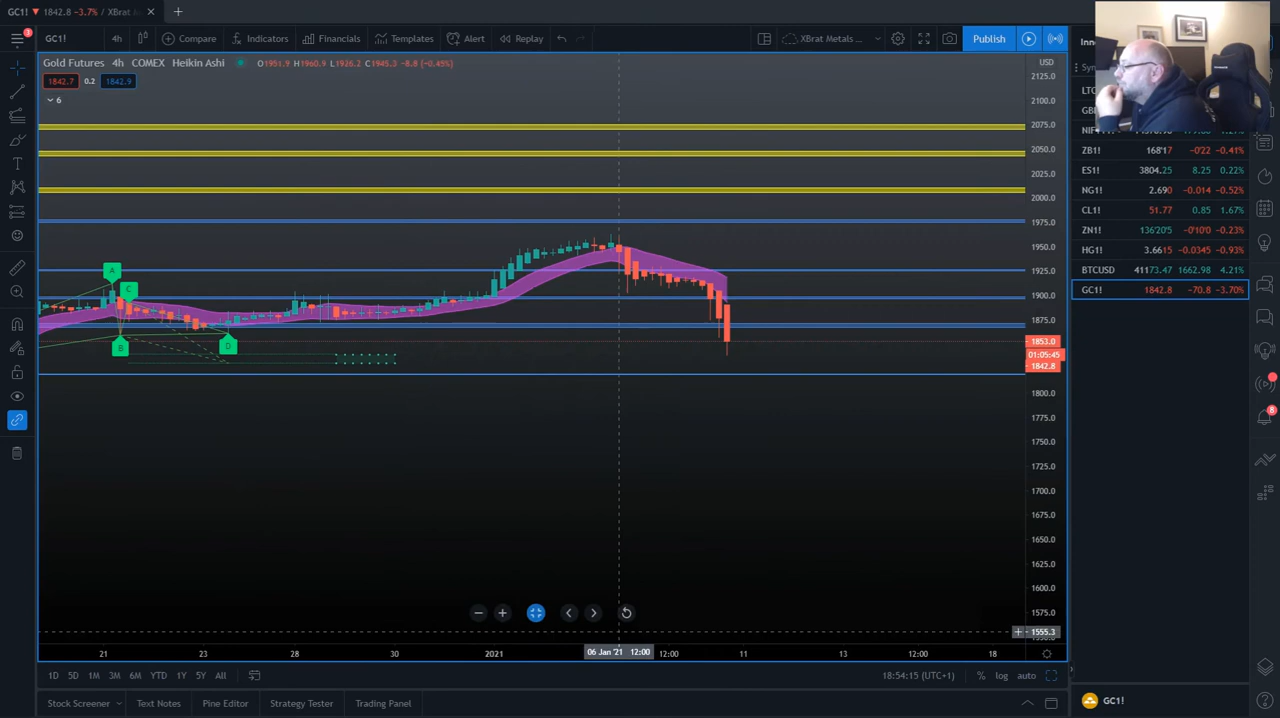 GC1! ▼ 1842.8 −3.7% / XBrat
GC1! 4h Compare Indicators Financials Templates Alert Replay XBrat Metals ... Publish
3
Gold Futures 4h COMEX Heikin Ashi O1951.9 H1960.9 L1926.2 C1945.3 −8.8 (−0.45%)
1842.7 0.2 1842.9
6
USD
2125.0
2100.0
2075.0
2050.0
2025.0
2000.0
1975.0
1950.0
1925.0
1900.0
1875.0
1853.0
01:05:45
1842.8
1800.0
1775.0
1750.0
1725.0
1700.0
1675.0
1650.0
1625.0
1600.0
1575.0
1555.3
A
C
B
D
21 23 28 30 2021 06 Jan '21 12:00 12:00 11 13 12:00 18
1D 5D 1M 3M 6M YTD 1Y 5Y All 18:54:15 (UTC+1) % log auto
Stock Screener Text Notes Pine Editor Strategy Tester Trading Panel
ZB1! 168'17 −0'22 −0.41%
ES1! 3804.25 8.25 0.22%
NG1! 2.690 −0.014 −0.52%
CL1! 51.77 0.85 1.67%
ZN1! 136'20'5 −0'10'0 −0.23%
HG1! 3.6615 −0.0345 −0.93%
BTCUSD 41173.47 1662.98 4.21%
GC1! 1842.8 −70.8 −3.70%
8
GC1!